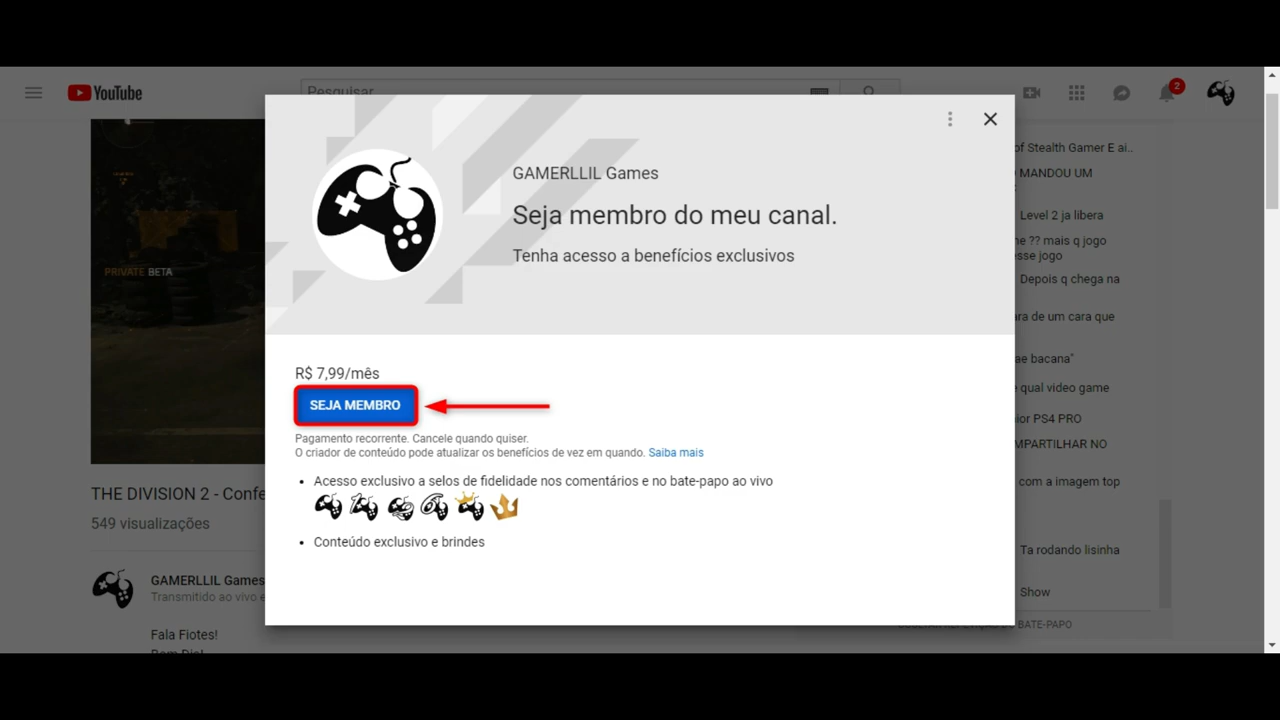 YouTube
Pesquisar
2
GAMERLLIL Games
Seja membro do meu canal.
Tenha acesso a benefícios exclusivos
R$ 7,99/mês
SEJA MEMBRO
Pagamento recorrente. Cancele quando quiser.
O criador de conteúdo pode atualizar os benefícios de vez em quando. Saiba mais
Acesso exclusivo a selos de fidelidade nos comentários e no bate-papo ao vivo
Conteúdo exclusivo e brindes
PRIVATE BETA
THE DIVISION 2 - Confe
549 visualizações
GAMERLLIL Games
Transmitido ao vivo e
Fala Fiotes!
Bom Dia!
of Stealth Gamer E ai..
O MANDOU UM
Level 2 ja libera
ne ?? mais q jogo
esse jogo
Depois q chega na
ara de um cara que
ae bacana"
e qual video game
ior PS4 PRO
MPARTILHAR NO
com a imagem top
Ta rodando lisinha
Show
BATE-PAPO